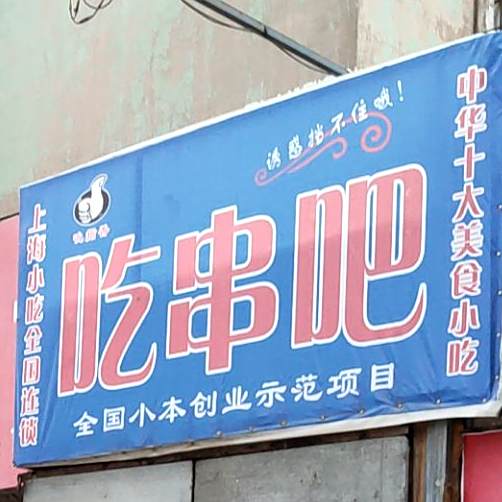 诱惑挡不住哦！
中华十大美食小吃
上海小吃全国连锁
吃串吧
全国小本创业示范项目